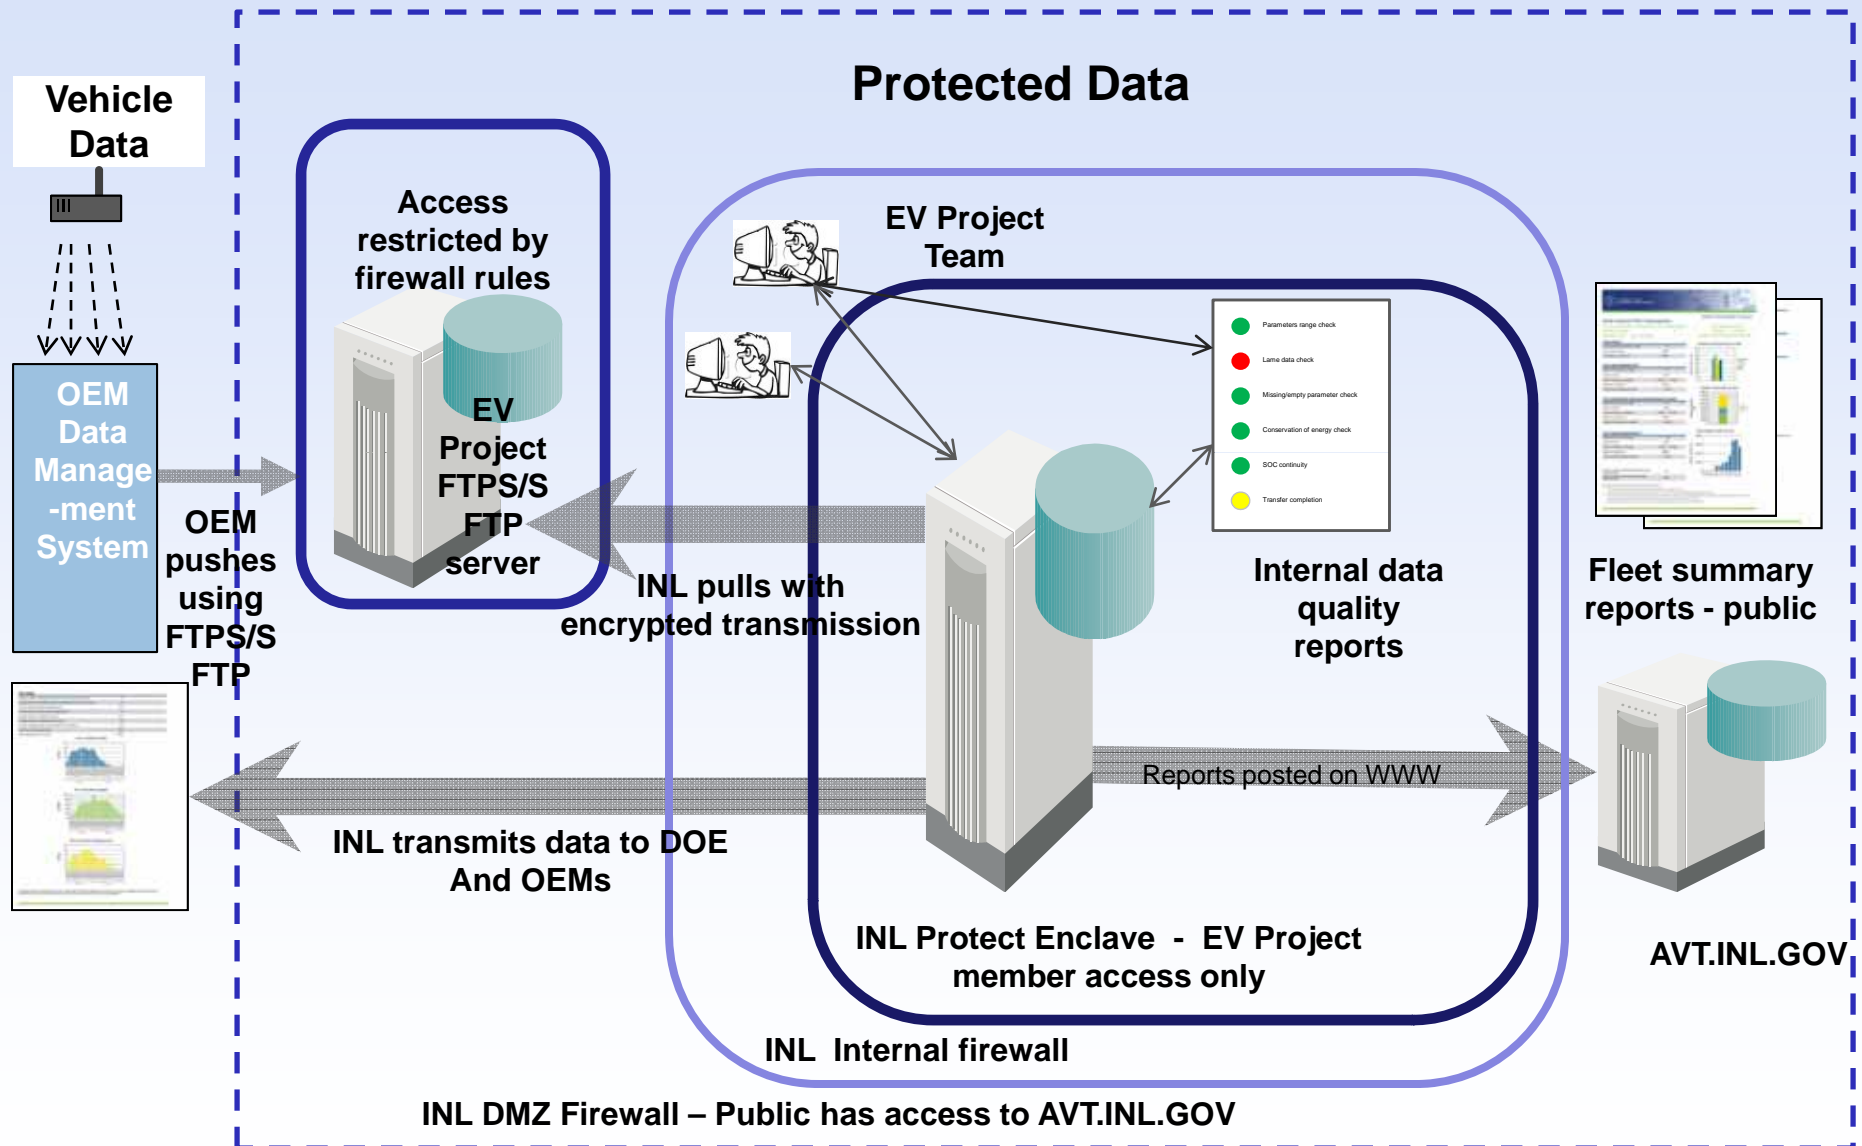 Protected Data
Vehicle
Data
Access
restricted by
firewall rules
EV Project
Team
OEM
Data
Manage
-ment
System
EV
Project
FTPS/S
FTP
server
OEM
pushes
using
FTPS/S
FTP
INL pulls with
encrypted transmission
Parameters range check
Lame data check
Missing/empty parameter check
Conservation of energy check
SOC continuity
Transfer completion
Internal data
quality
reports
Fleet summary
reports - public
Reports posted on WWW
INL transmits data to DOE
And OEMs
INL Protect Enclave - EV Project
member access only
AVT.INL.GOV
INL Internal firewall
INL DMZ Firewall – Public has access to AVT.INL.GOV